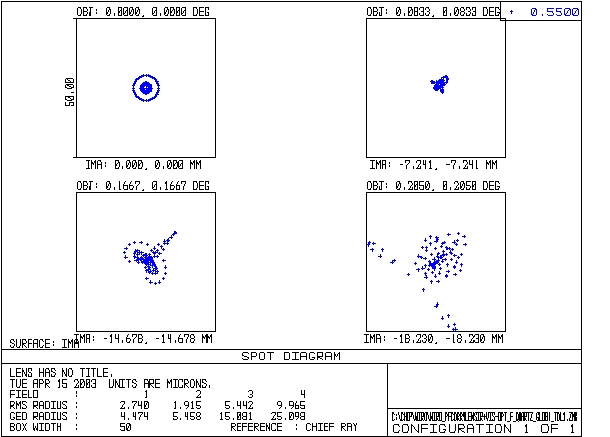 OBJ: 0.0000, 0.0000 DEG
OBJ: 0.0833, 0.0833 DEG
+ 0.5500
50.00
IMA: 0.000, 0.000 MM
IMA: -7.241, -7.241 MM
OBJ: 0.1667, 0.1667 DEG
OBJ: 0.2050, 0.2050 DEG
IMA: -14.678, -14.678 MM
IMA: -18.230, -18.230 MM
SURFACE: IMA
SPOT DIAGRAM
LENS HAS NO TITLE.
TUE APR 15 2003 UNITS ARE MICRONS.
FIELD : 1 2 3 4
RMS RADIUS : 2.740 1.915 5.442 9.965
GEO RADIUS : 4.474 5.458 15.091 25.093
BOX WIDTH : 50 REFERENCE : CHIEF RAY
CONFIGURATION 1 OF 1